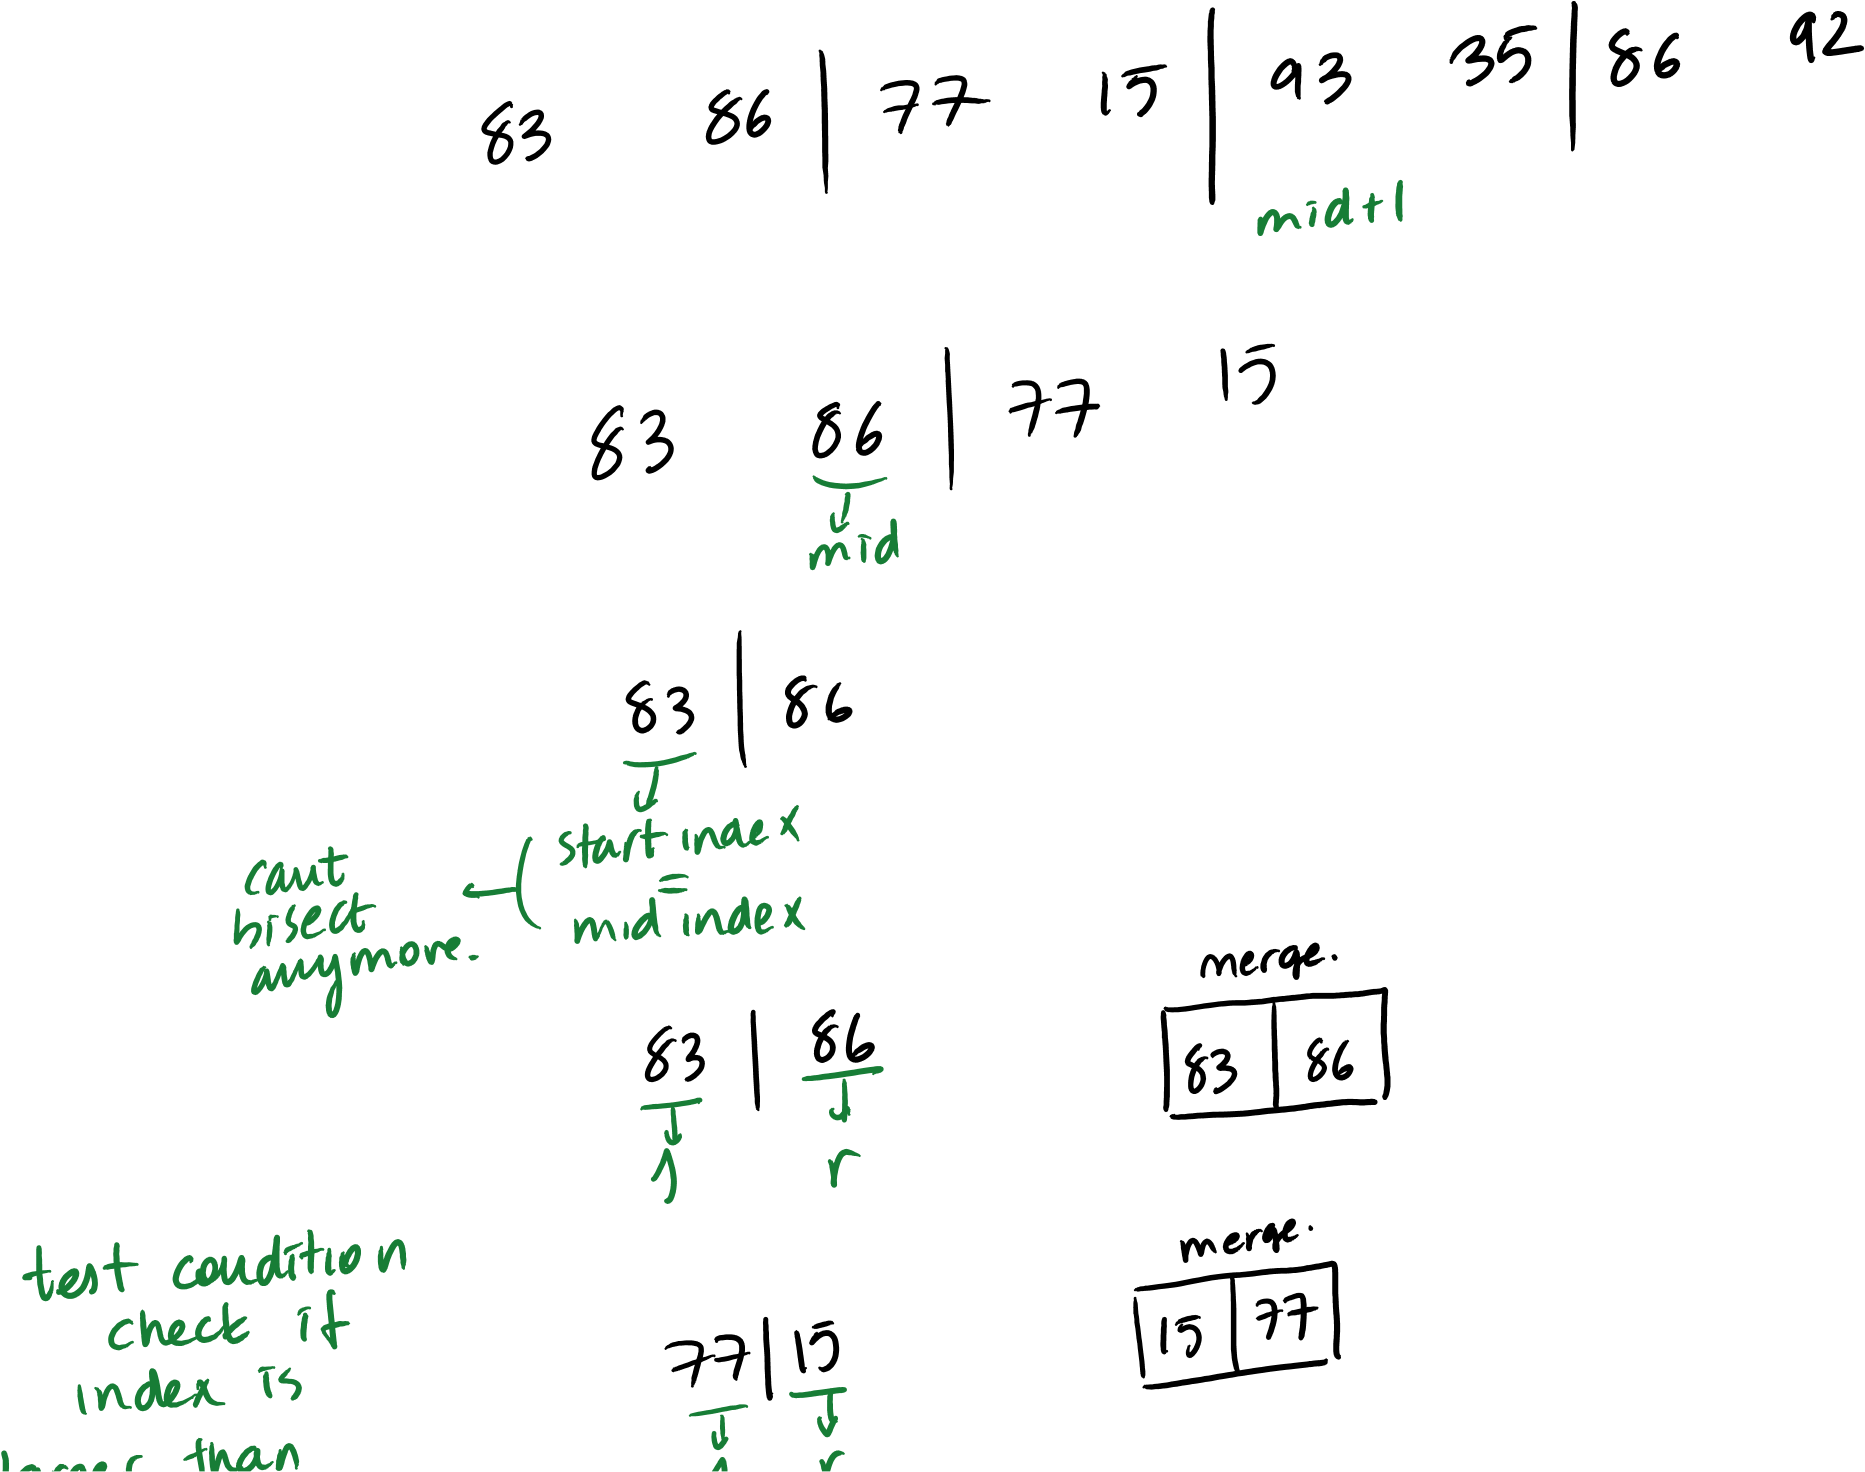 83 86 | 77 15 | 93 35 | 86 92
mid+1
83 86 | 77 15
mid
83 | 86
start index
=
mid index
cant
bisect
anymore.
merge.
83 | 86
83 86
l r
merge.
test condition
check if
index is
larger than
77 | 15
15 77
l r